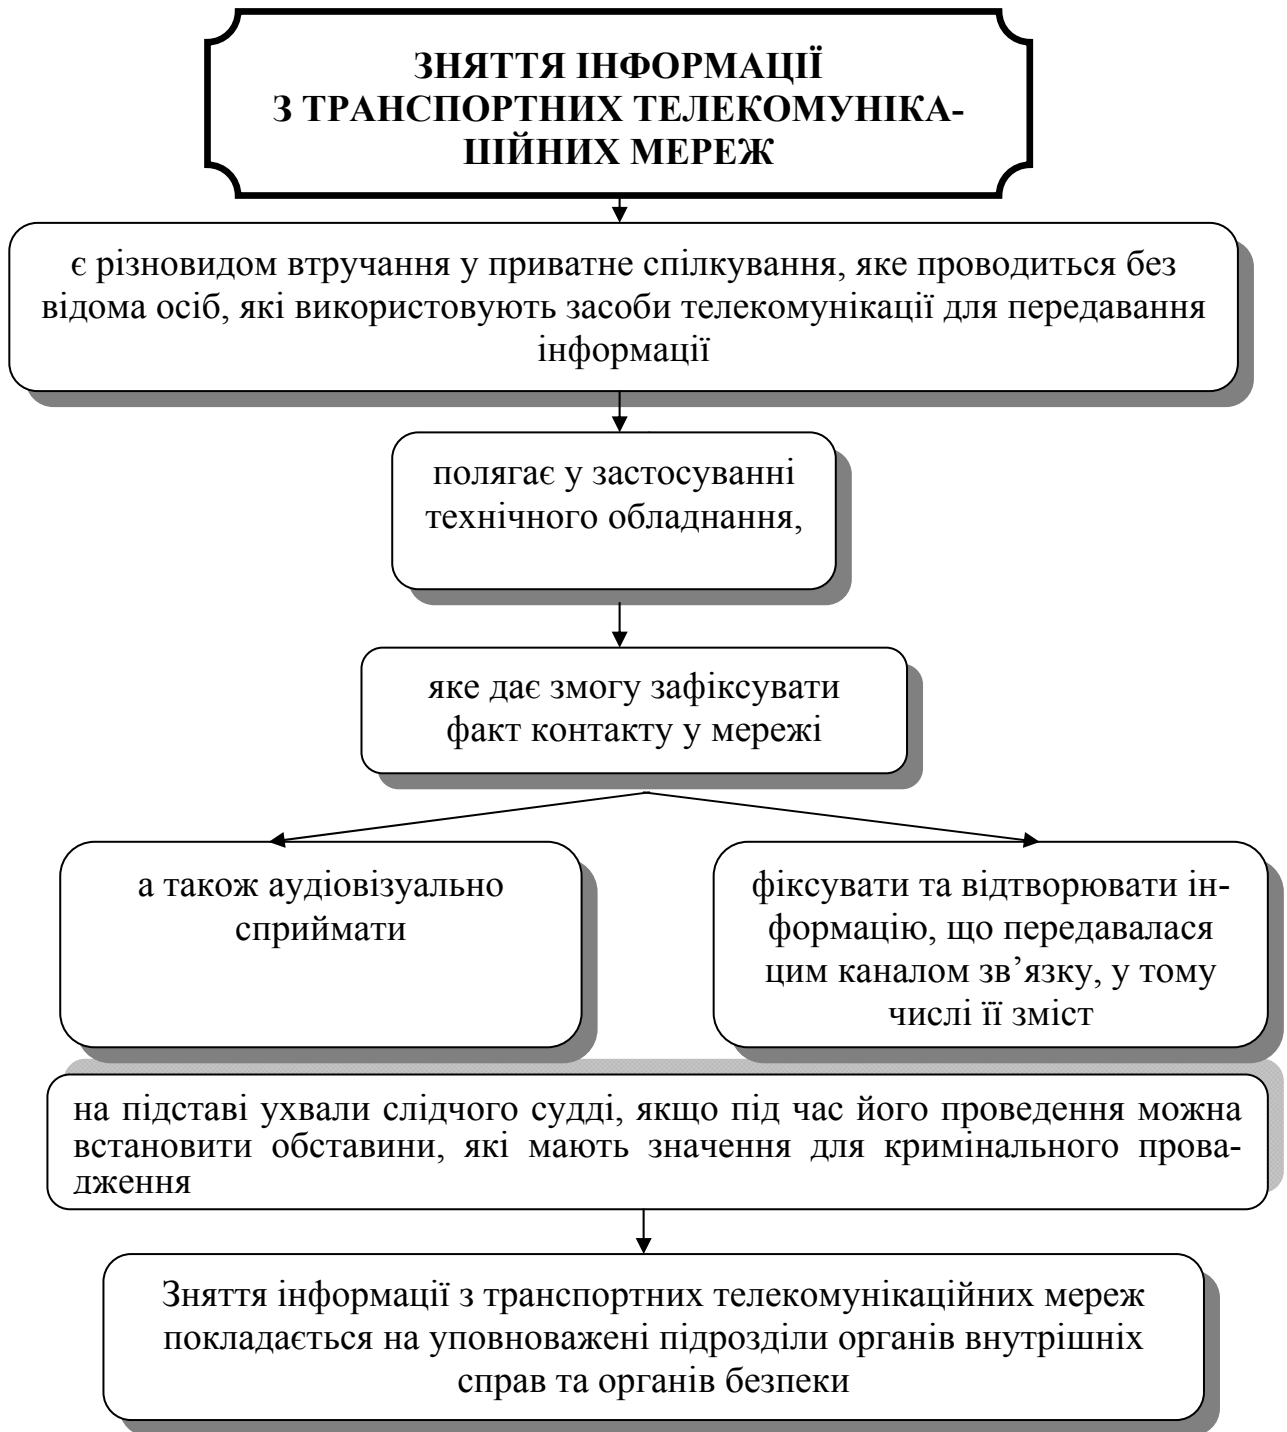 ЗНЯТТЯ ІНФОРМАЦІЇ
З ТРАНСПОРТНИХ ТЕЛЕКОМУНІКА-
ЦІЙНИХ МЕРЕЖ
є різновидом втручання у приватне спілкування, яке проводиться без
відома осіб, які використовують засоби телекомунікації для передавання
інформації
полягає у застосуванні
технічного обладнання,
яке дає змогу зафіксувати
факт контакту у мережі
а також аудіовізуально
сприймати
фіксувати та відтворювати ін-
формацію, що передавалася
цим каналом зв’язку, у тому
числі її зміст
на підставі ухвали слідчого судді, якщо під час його проведення можна
встановити обставини, які мають значення для кримінального прова-
дження
Зняття інформації з транспортних телекомунікаційних мереж
покладається на уповноважені підрозділи органів внутрішніх
справ та органів безпеки